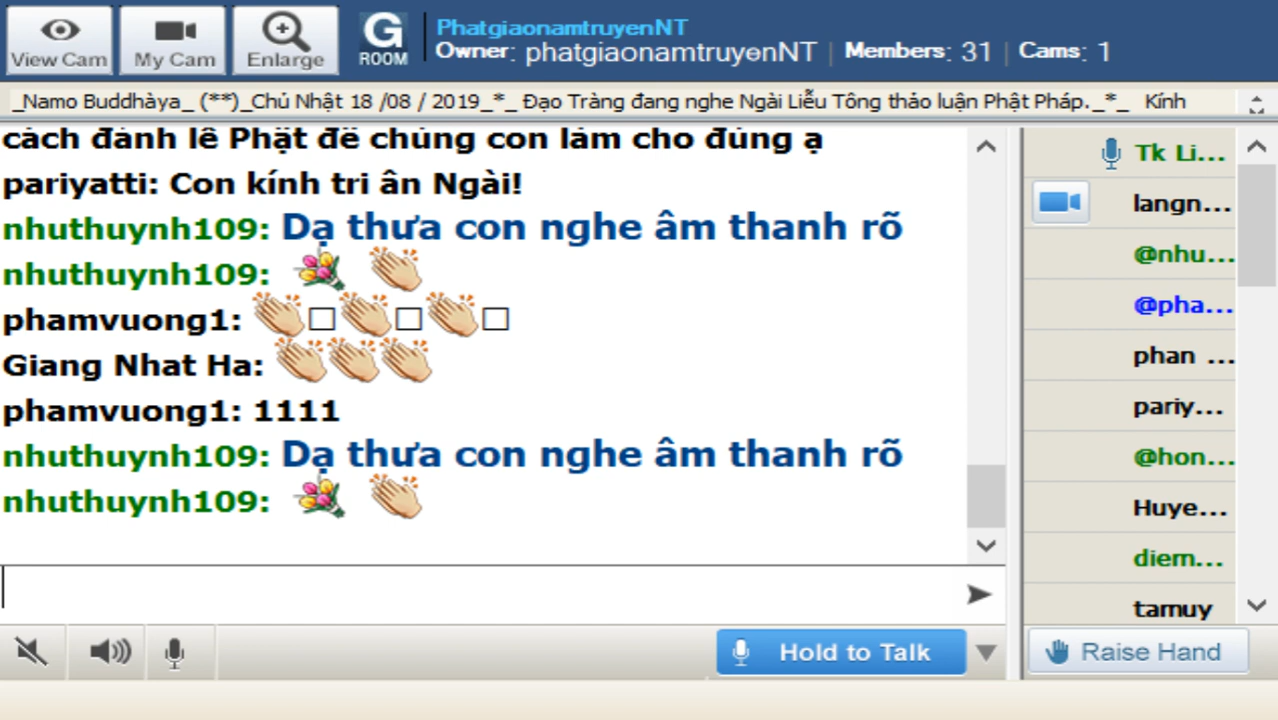 View Cam
My Cam
Enlarge
G
ROOM
PhatgiaonamtruyenNT
Owner: phatgiaonamtruyenNT | Members: 31 | Cams: 1
_Namo Buddhàya_ (**)_Chủ Nhật 18 /08 / 2019_*_ Đạo Tràng đang nghe Ngài Liễu Tông thảo luận Phật Pháp._*_ Kính
cách đảnh lễ Phật để chúng con làm cho đúng ạ
pariyatti: Con kính tri ân Ngài!
nhuthuynh109: Dạ thưa con nghe âm thanh rõ
nhuthuynh109:
phamvuong1:
Giang Nhat Ha:
phamvuong1: 1111
nhuthuynh109: Dạ thưa con nghe âm thanh rõ
nhuthuynh109:
Tk Li...
langn...
@nhu...
@pha...
phan ...
pariy...
@hon...
Huye...
diem...
tamuy
Hold to Talk
Raise Hand